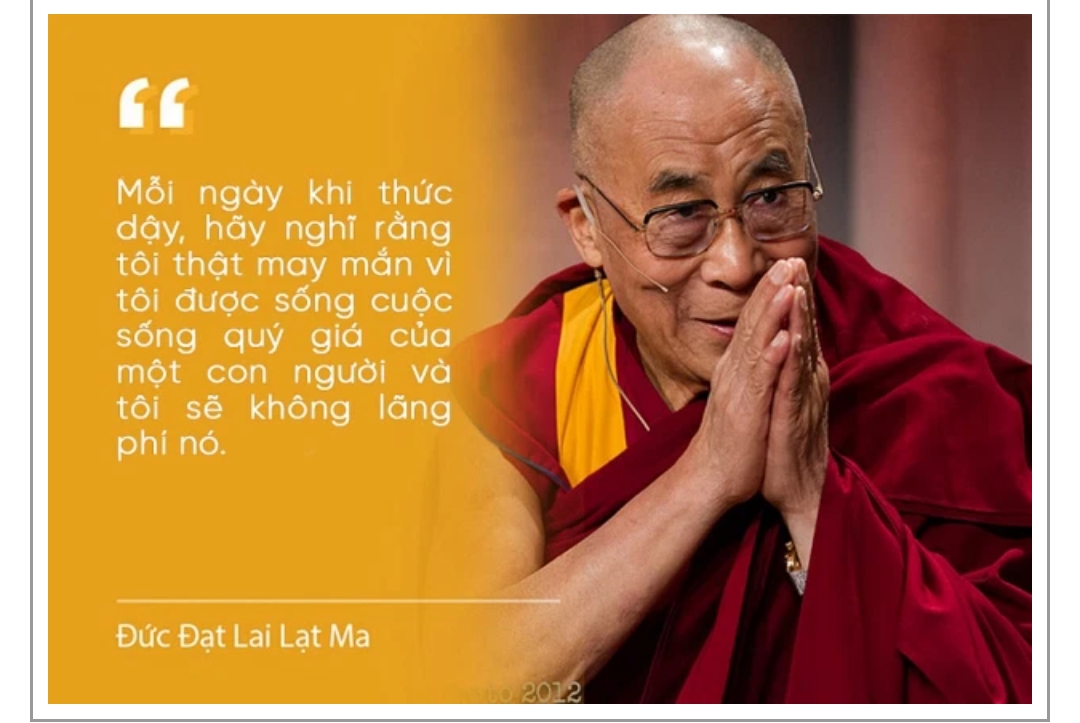 “
Mỗi ngày khi thức
dậy, hãy nghĩ rằng
tôi thật may mắn vì
tôi được sống cuộc
sống quý giá của
một con người và
tôi sẽ không lãng
phí nó.
Đức Đạt Lai Lạt Ma
2012